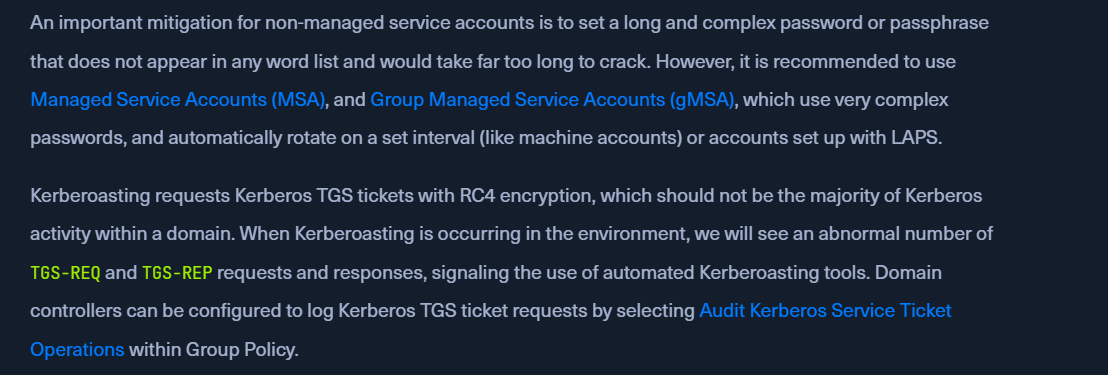 An important mitigation for non-managed service accounts is to set a long and complex password or passphrase
that does not appear in any word list and would take far too long to crack. However, it is recommended to use
Managed Service Accounts (MSA), and Group Managed Service Accounts (gMSA), which use very complex
passwords, and automatically rotate on a set interval (like machine accounts) or accounts set up with LAPS.
Kerberoasting requests Kerberos TGS tickets with RC4 encryption, which should not be the majority of Kerberos
activity within a domain. When Kerberoasting is occurring in the environment, we will see an abnormal number of
TGS-REQ and TGS-REP requests and responses, signaling the use of automated Kerberoasting tools. Domain
controllers can be configured to log Kerberos TGS ticket requests by selecting Audit Kerberos Service Ticket
Operations within Group Policy.